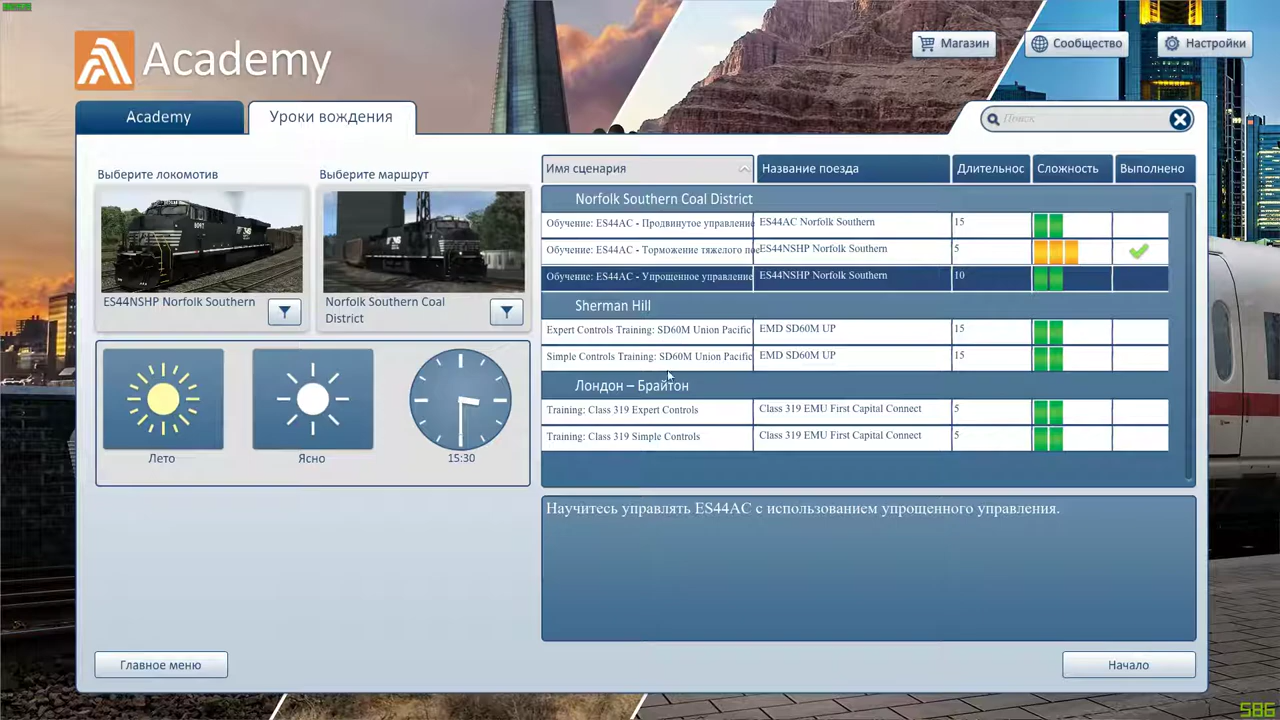 Academy
Магазин
Сообщество
Настройки
Academy
Уроки вождения
Поиск
Выберите локомотив
Выберите маршрут
ES44NSHP Norfolk Southern
Norfolk Southern Coal
District
Лето
Ясно
15:30
Имя сценария
Название поезда
Длительнос
Сложность
Выполнено
Norfolk Southern Coal District
Обучение: ES44AC - Продвинутое управление
ES44AC Norfolk Southern
15
Обучение: ES44AC - Торможение тяжелого пое
ES44NSHP Norfolk Southern
5
Обучение: ES44AC - Упрощенное управление
ES44NSHP Norfolk Southern
10
Sherman Hill
Expert Controls Training: SD60M Union Pacific
EMD SD60M UP
15
Simple Controls Training: SD60M Union Pacific
EMD SD60M UP
15
Лондон – Брайтон
Training: Class 319 Expert Controls
Class 319 EMU First Capital Connect
5
Training: Class 319 Simple Controls
Class 319 EMU First Capital Connect
5
Научитесь управлять ES44AC с использованием упрощенного управления.
Главное меню
Начало
586